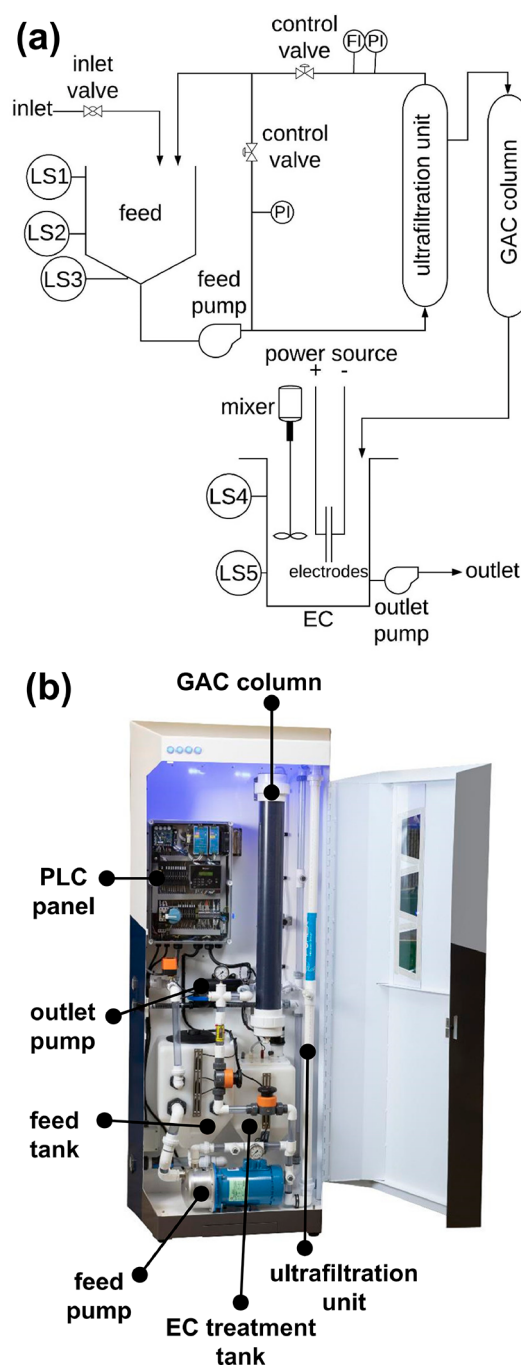 (a)
control
valve
FI
PI
inlet
valve
inlet
control
valve
LS1
feed
LS2
PI
LS3
feed
pump
ultrafiltration unit
GAC column
power source
+
-
mixer
LS4
LS5
electrodes
outlet
EC
outlet
pump
(b)
GAC column
PLC
panel
outlet
pump
feed
tank
feed
pump
EC treatment
tank
ultrafiltration
unit